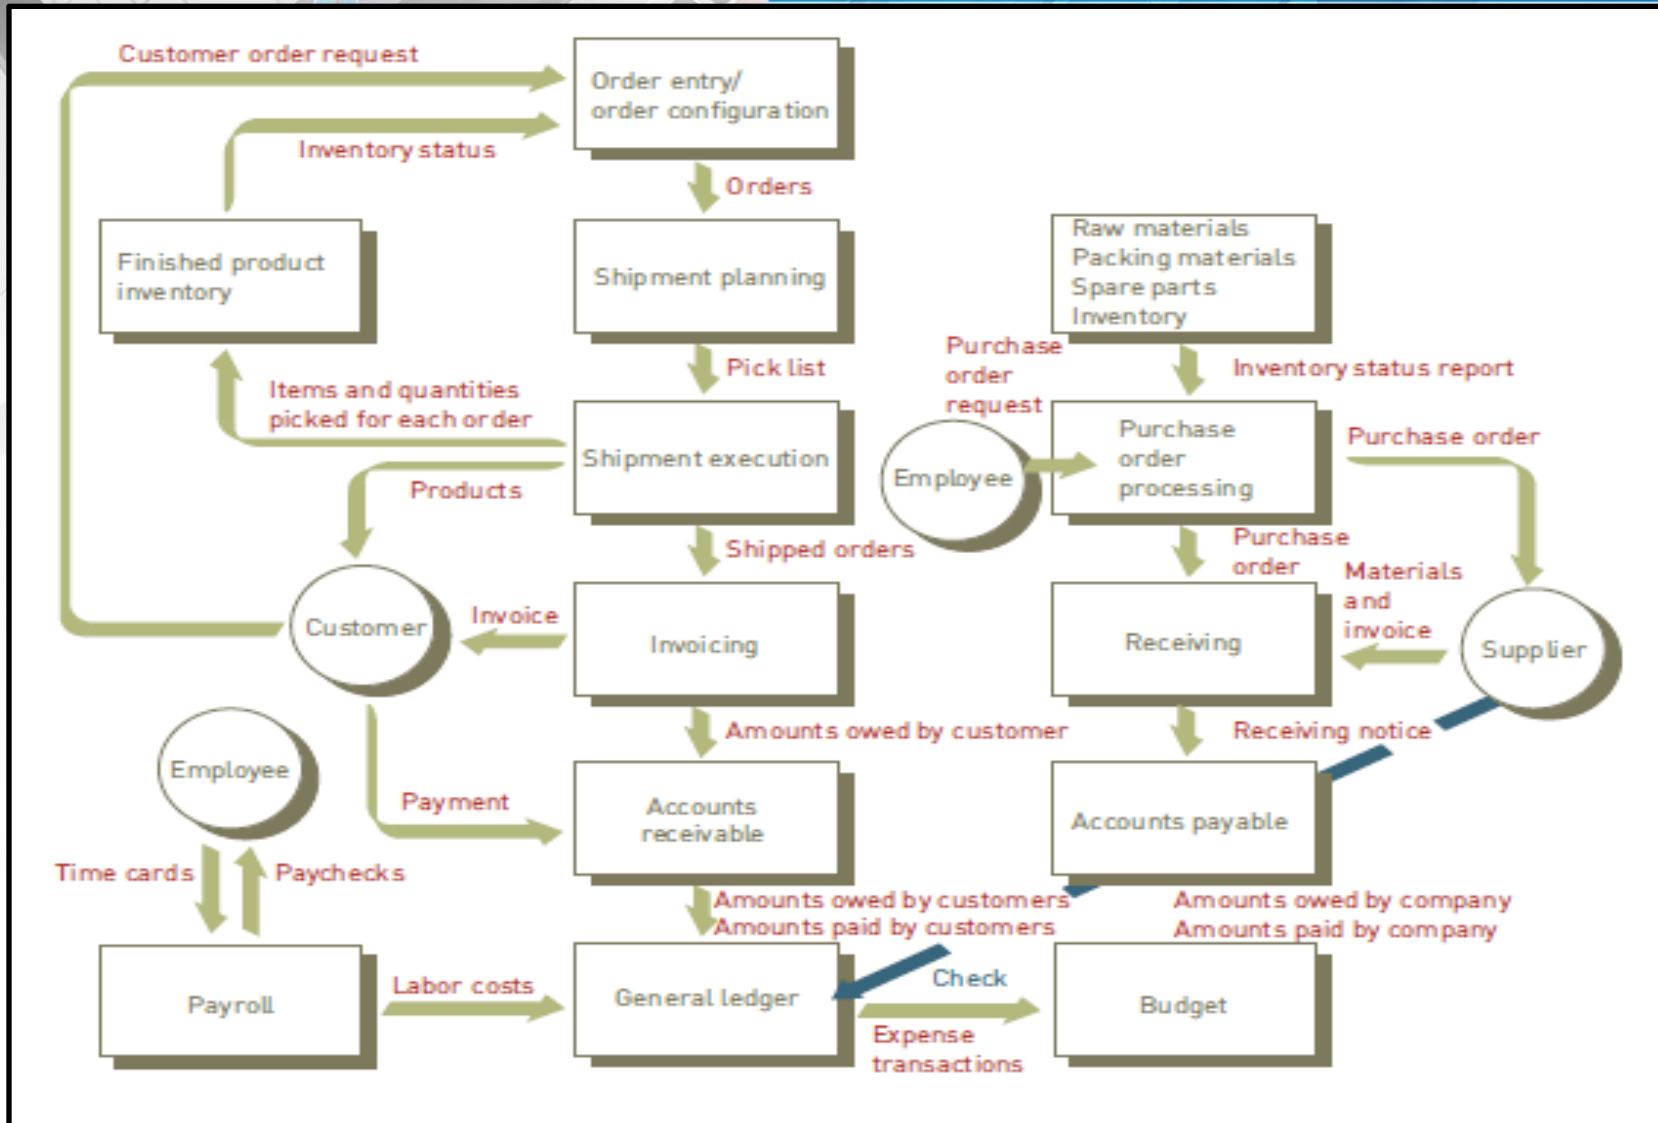 Customer order request
Order entry/
order configuration
Inventory status
Orders
Finished product
inventory
Shipment planning
Raw materials
Packing materials
Spare parts
Inventory
Pick list
Purchase
order
request
Inventory status report
Items and quantities
picked for each order
Shipment execution
Employee
Purchase
order
processing
Purchase order
Products
Shipped orders
Purchase
order
Materials
and
invoice
Customer
Invoice
Invoicing
Receiving
Supplier
Amounts owed by customer
Receiving notice
Employee
Payment
Accounts
receivable
Accounts payable
Time cards
Paychecks
Amounts owed by customers
Amounts paid by customers
Amounts owed by company
Amounts paid by company
Payroll
Labor costs
General ledger
Check
Expense
transactions
Budget